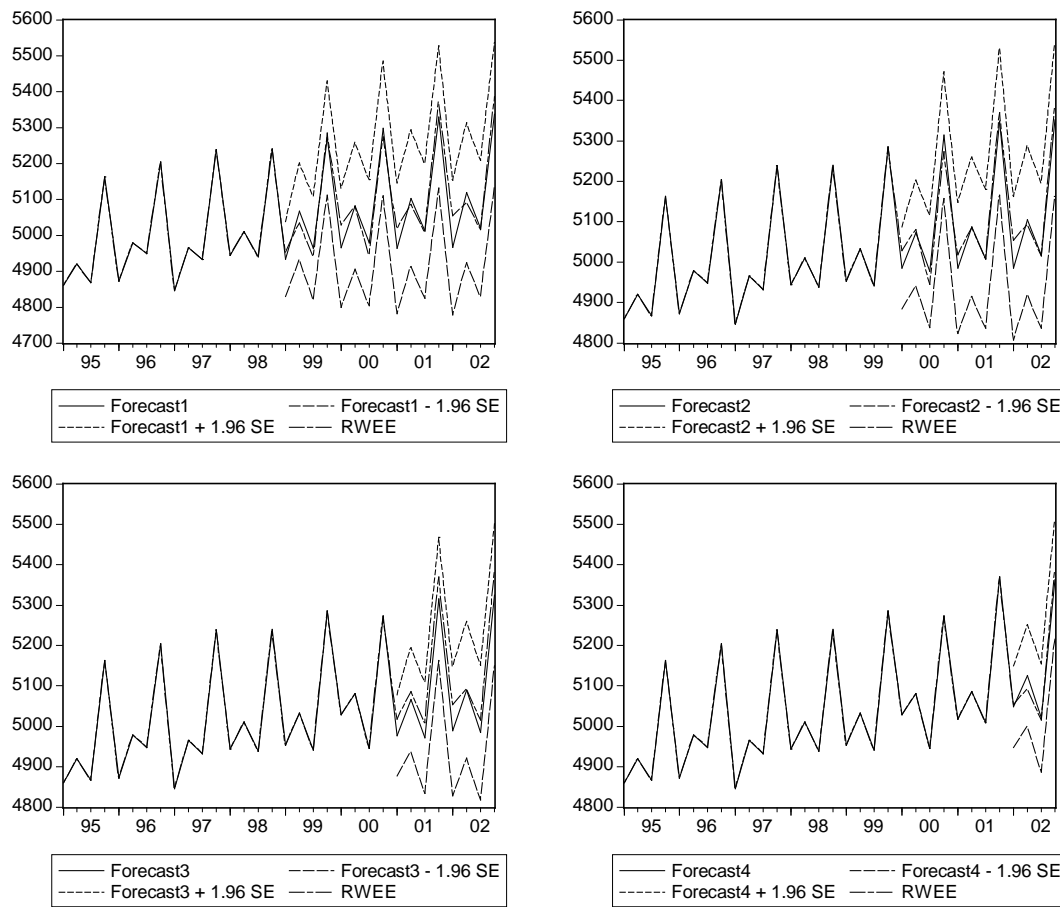 5600
5500
5400
5300
5200
5100
5000
4900
4800
4700
95 96 97 98 99 00 01 02
Forecast1
Forecast1 - 1.96 SE
Forecast1 + 1.96 SE
RWEE
5600
5500
5400
5300
5200
5100
5000
4900
4800
95 96 97 98 99 00 01 02
Forecast2
Forecast2 - 1.96 SE
Forecast2 + 1.96 SE
RWEE
5600
5500
5400
5300
5200
5100
5000
4900
4800
95 96 97 98 99 00 01 02
Forecast3
Forecast3 - 1.96 SE
Forecast3 + 1.96 SE
RWEE
5600
5500
5400
5300
5200
5100
5000
4900
4800
95 96 97 98 99 00 01 02
Forecast4
Forecast4 - 1.96 SE
Forecast4 + 1.96 SE
RWEE